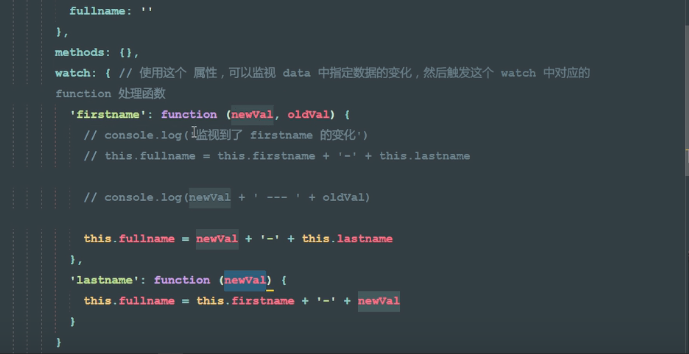 fullname: ''
},
methods: {},
watch: { // 使用这个 属性，可以监视 data 中指定数据的变化，然后触发这个 watch 中对应的
function 处理函数
'firstname': function (newVal, oldVal) {
// console.log('监视到了 firstname 的变化')
// this.fullname = this.firstname + '-' + this.lastname
// console.log(newVal + ' --- ' + oldVal)
this.fullname = newVal + '-' + this.lastname
},
'lastname': function (newVal) {
this.fullname = this.firstname + '-' + newVal
}
}